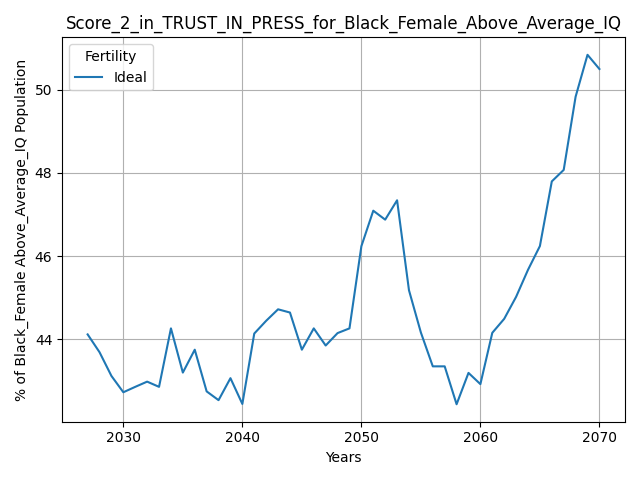 Score_2_in_TRUST_IN_PRESS_for_Black_Female_Above_Average_IQ
Fertility
Ideal
% of Black_Female Above_Average_IQ Population
50
48
46
44
2030
2040
2050
2060
2070
Years